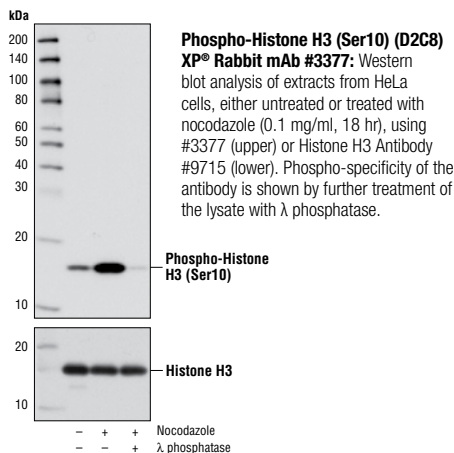 kDa
200
140
100
80
60
50
40
30
20
10
Phospho-Histone
H3 (Ser10)
20
10
Histone H3
– + + Nocodazole
– – + λ phosphatase
Phospho-Histone H3 (Ser10) (D2C8)
XP® Rabbit mAb #3377: Western
blot analysis of extracts from HeLa
cells, either untreated or treated with
nocodazole (0.1 mg/ml, 18 hr), using
#3377 (upper) or Histone H3 Antibody
#9715 (lower). Phospho-specificity of the
antibody is shown by further treatment of
the lysate with λ phosphatase.